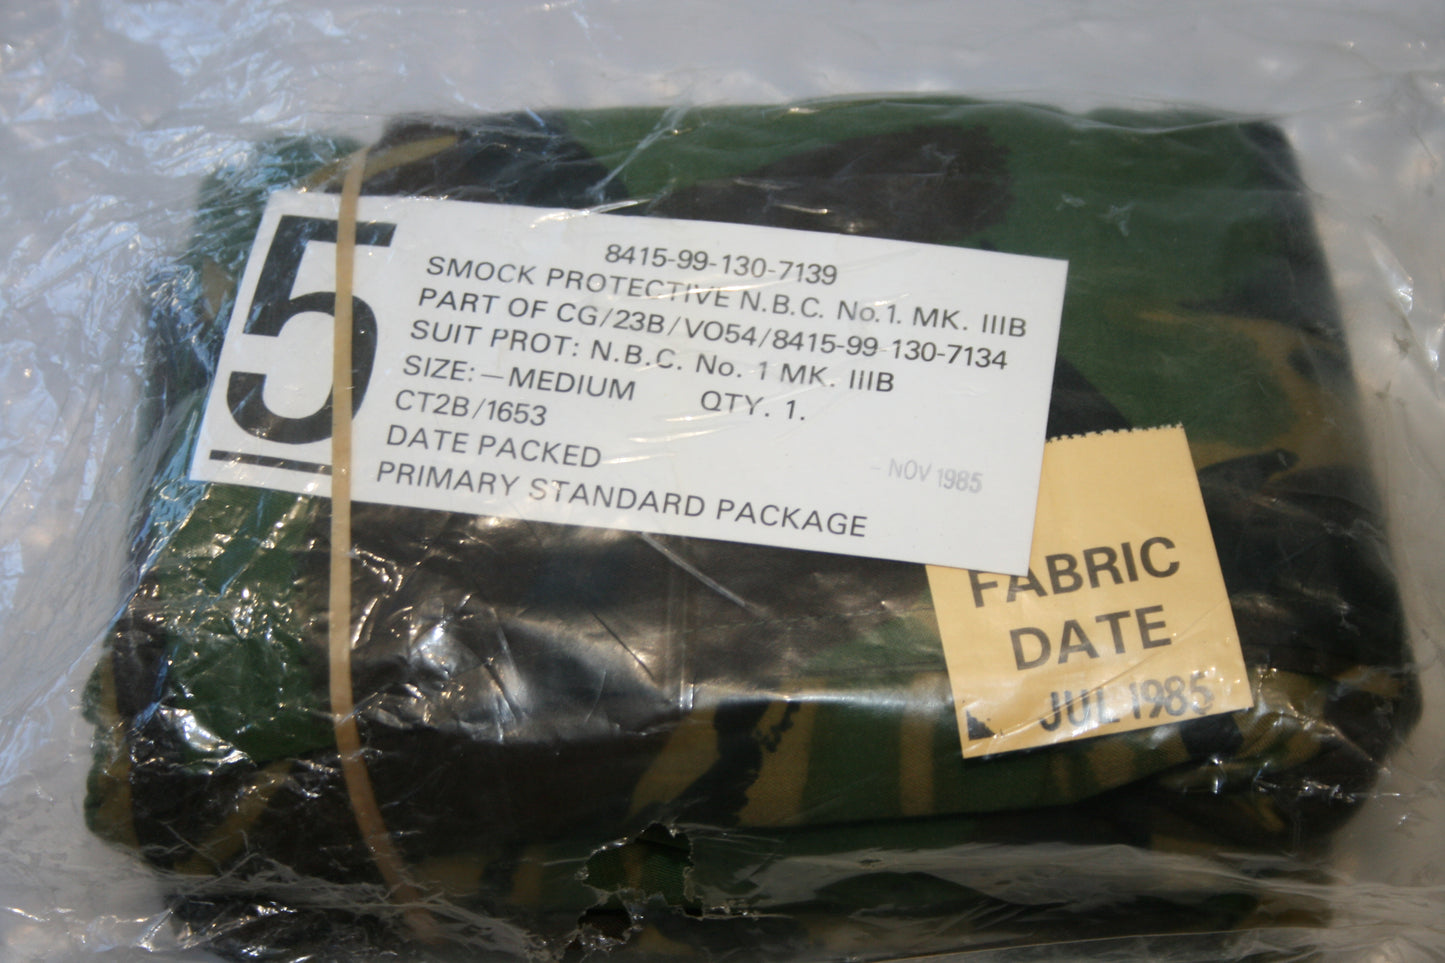 5
8415-99-130-7139
SMOCK PROTECTIVE N.B.C. No.1. MK. IIIB
PART OF CG/23B/VO54/8415-99-130-7134
SUIT PROT: N.B.C. No. 1 MK. IIIB
SIZE:—MEDIUM QTY. 1.
CT2B/1653
DATE PACKED - NOV 1985
PRIMARY STANDARD PACKAGE
FABRIC
DATE
JUL 1985